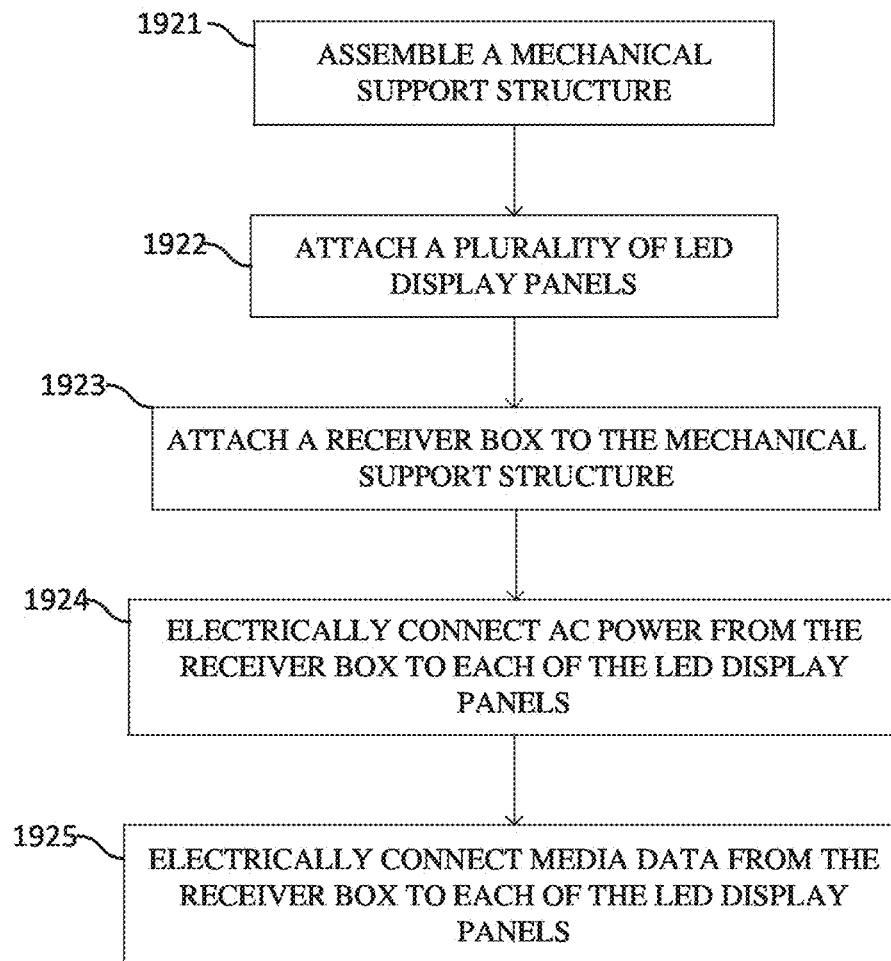 1921
ASSEMBLE A MECHANICAL
SUPPORT STRUCTURE
1922
ATTACH A PLURALITY OF LED
DISPLAY PANELS
1923
ATTACH A RECEIVER BOX TO THE MECHANICAL
SUPPORT STRUCTURE
1924
ELECTRICALLY CONNECT AC POWER FROM THE
RECEIVER BOX TO EACH OF THE LED DISPLAY
PANELS
1925
ELECTRICALLY CONNECT MEDIA DATA FROM THE
RECEIVER BOX TO EACH OF THE LED DISPLAY
PANELS